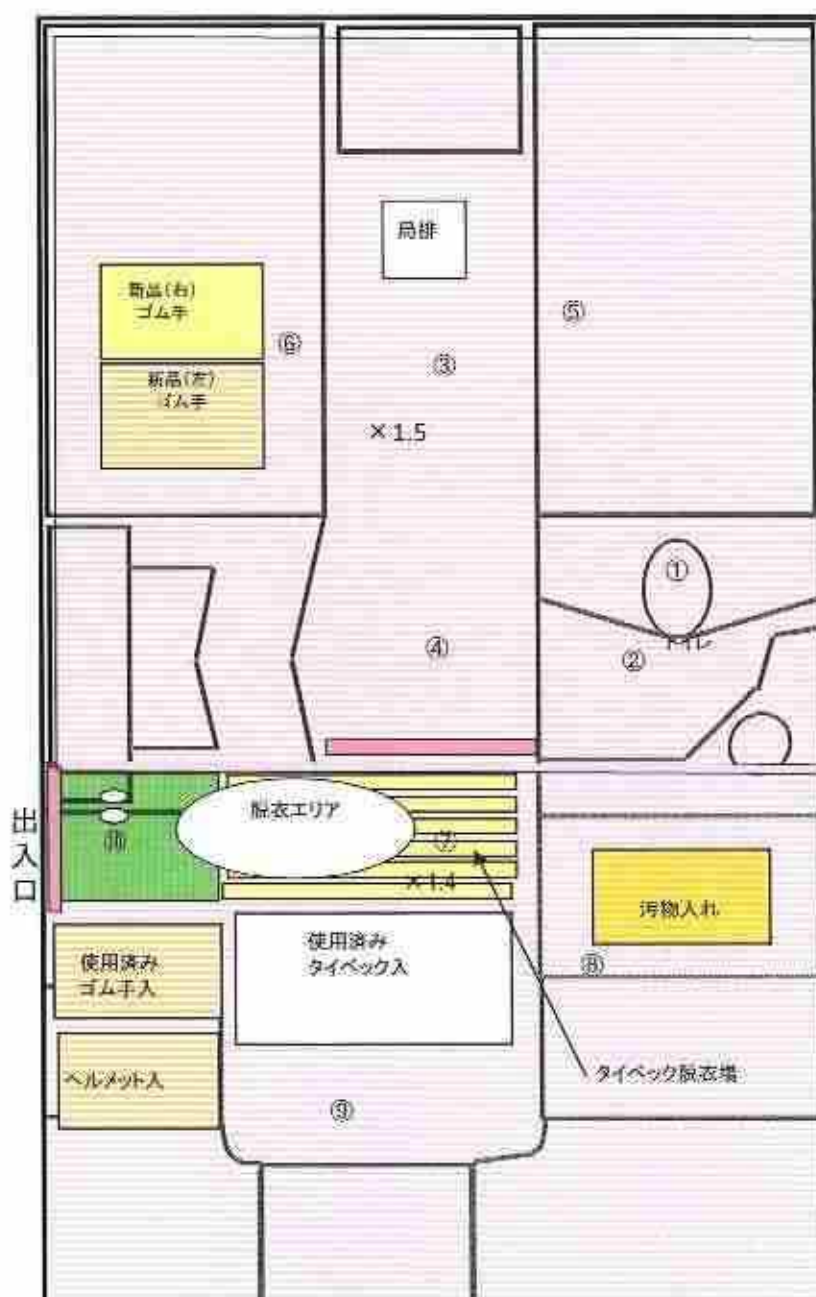 局排
新品(右)
ゴム手
⑥
⑤
③
新品(左)
ゴム手
×1.5
①
トイレ
②
④
出入口
脱衣エリア
⑦
×1.4
汚物入れ
使用済み
ゴム手入
使用済み
タイベック入
⑧
ヘルメット入
タイベック脱衣場
⑨